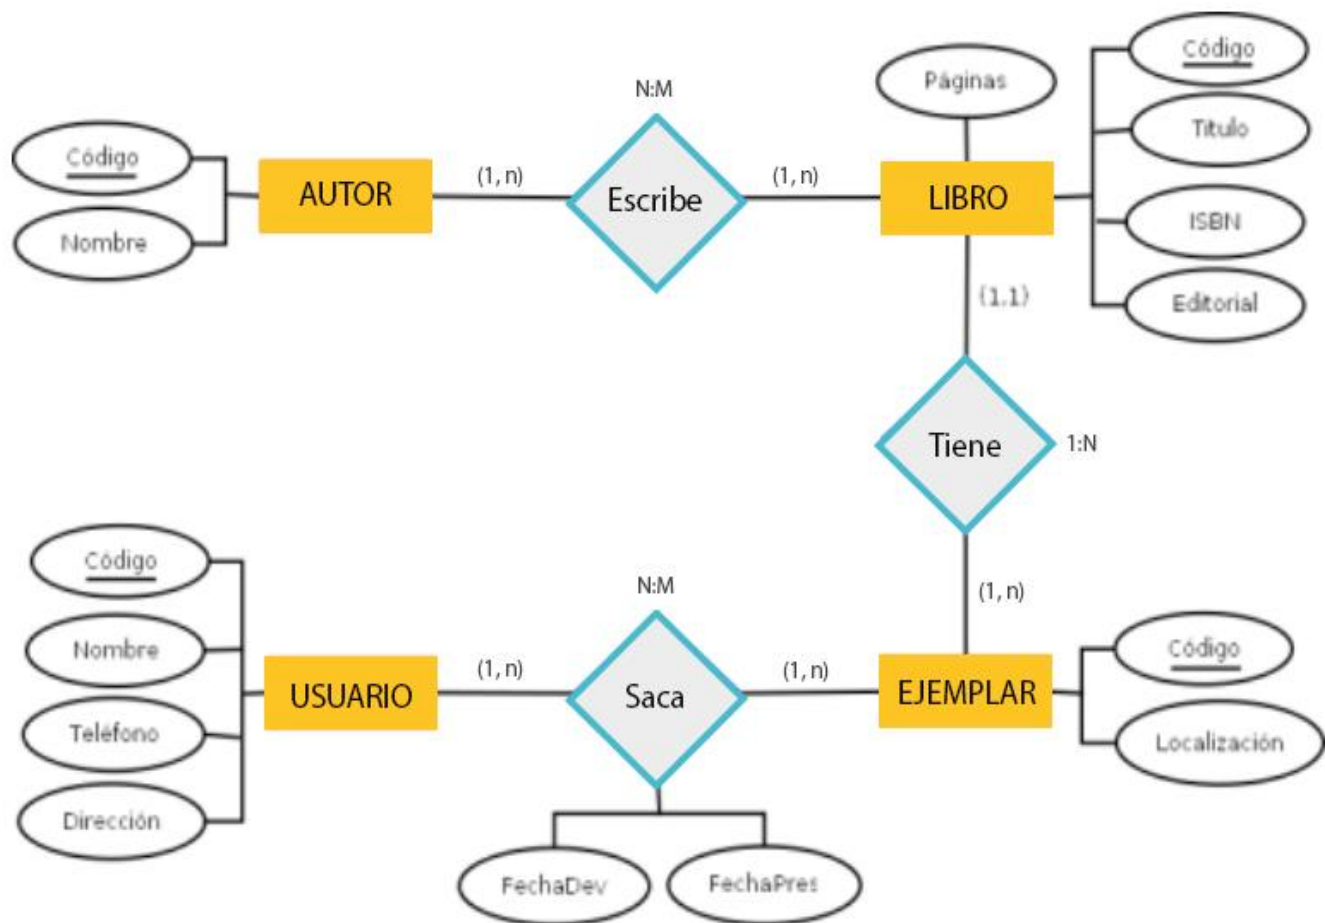 Código
Nombre
AUTOR
(1, n)
N:M
Escribe
(1, n)
Páginas
LIBRO
Código
Titulo
ISBN
Editorial
(1,1)
Tiene
1:N
(1, n)
Código
Nombre
Teléfono
Dirección
USUARIO
(1, n)
N:M
Saca
(1, n)
EJEMPLAR
Código
Localización
FechaDev
FechaPres